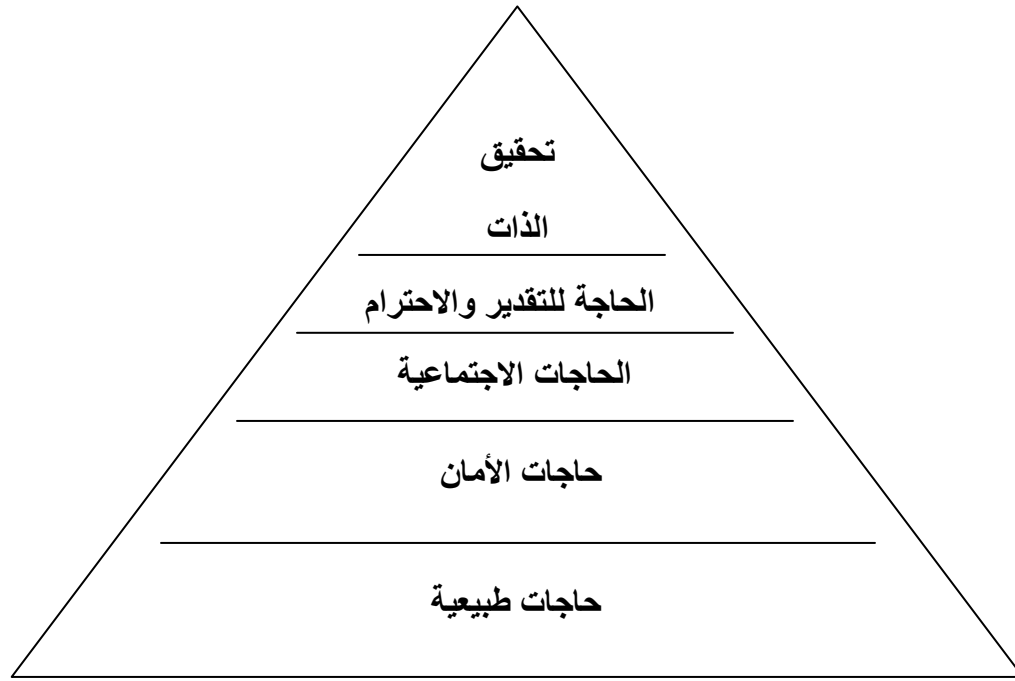 تحقيق
الذات
الحاجة للتقدير والاحترام
الحاجات الاجتماعية
حاجات الأمان
حاجات طبيعية